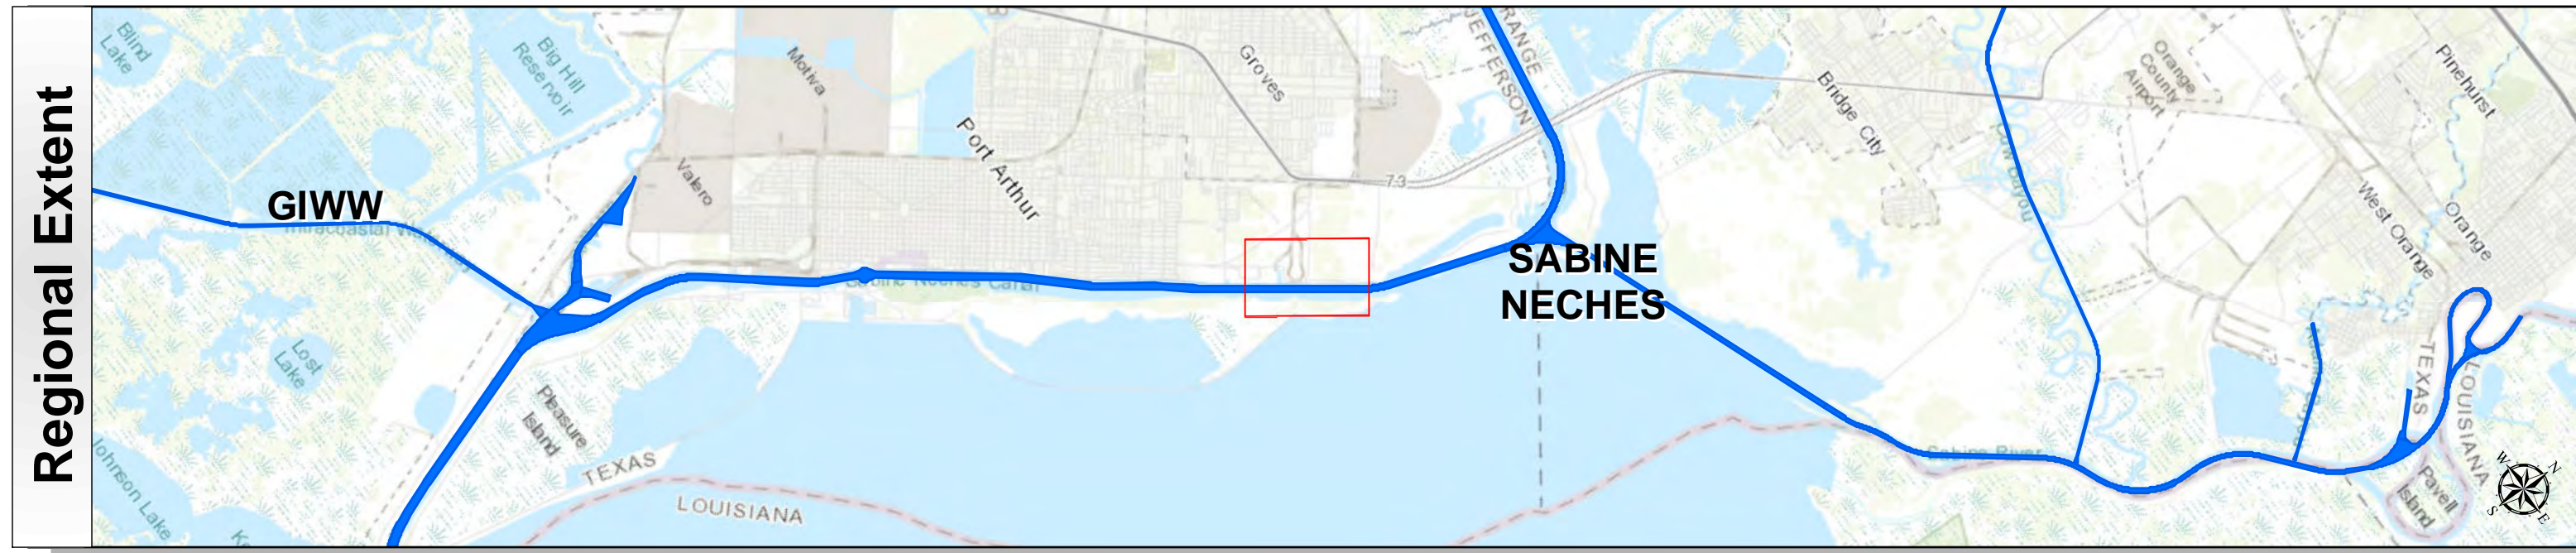 Regional Extent
Blind
Lake
Big Hill
Reservoir
Motiva
Groves
ORANGE
JEFFERSON
Bridge City
Orange
County
Airport
Pinehurst
GIWW
Intracoastal Waterway
Valero
Port Arthur
73
Cow Bayou
West Orange
Orange
Sabine Neches Canal
SABINE
NECHES
Lost
Lake
Pleasure
Island
TEXAS
LOUISIANA
Johnson Lake
Sabine River
TEXAS
LOUISIANA
Pavell
Island
W
N
S
E